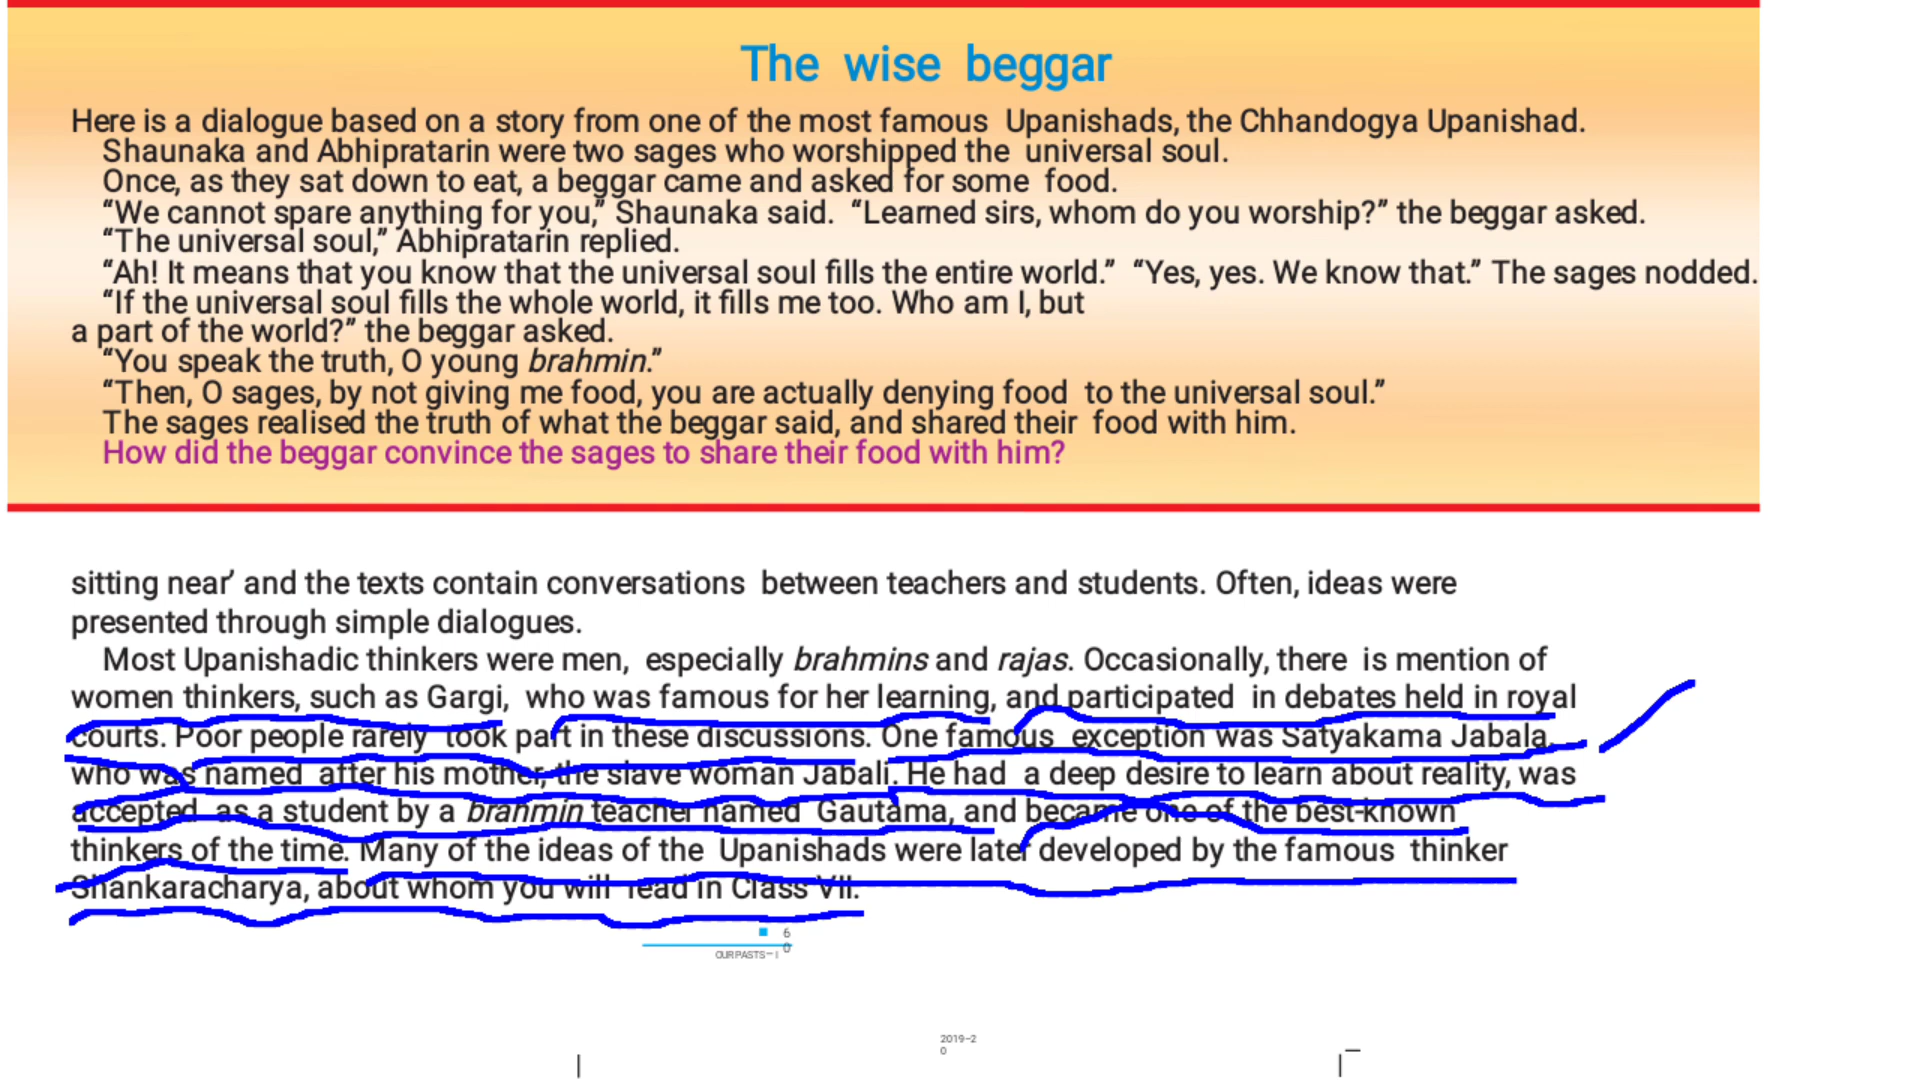 The wise beggar
Here is a dialogue based on a story from one of the most famous Upanishads, the Chhandogya Upanishad.
Shaunaka and Abhipratarin were two sages who worshipped the universal soul.
Once, as they sat down to eat, a beggar came and asked for some food.
“We cannot spare anything for you,” Shaunaka said. “Learned sirs, whom do you worship?” the beggar asked.
“The universal soul,” Abhipratarin replied.
“Ah! It means that you know that the universal soul fills the entire world.” “Yes, yes. We know that.” The sages nodded.
“If the universal soul fills the whole world, it fills me too. Who am I, but
a part of the world?” the beggar asked.
“You speak the truth, O young brahmin.”
“Then, O sages, by not giving me food, you are actually denying food to the universal soul.”
The sages realised the truth of what the beggar said, and shared their food with him.
How did the beggar convince the sages to share their food with him?
sitting near’ and the texts contain conversations between teachers and students. Often, ideas were
presented through simple dialogues.
Most Upanishadic thinkers were men, especially brahmins and rajas. Occasionally, there is mention of
women thinkers, such as Gargi, who was famous for her learning, and participated in debates held in royal
courts. Poor people rarely took part in these discussions. One famous exception was Satyakama Jabala,
who was named after his mother, the slave woman Jabali. He had a deep desire to learn about reality, was
accepted as a student by a brahmin teacher named Gautama, and became one of the best-known
thinkers of the time. Many of the ideas of the Upanishads were later developed by the famous thinker
Shankaracharya, about whom you will read in Class VII.
6
0
OUR PASTS–I
2019–2
0